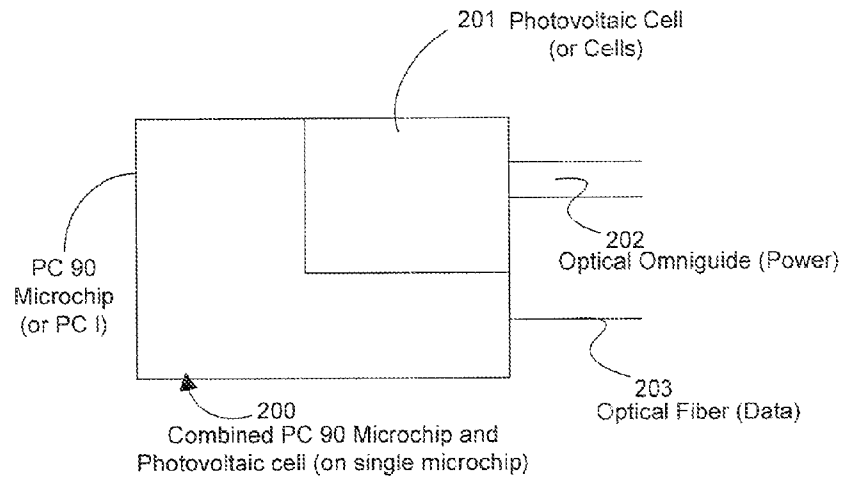 201 Photovoltaic Cell
(or Cells)
202
Optical Omniguide (Power)
PC 90
Microchip
(or PC I)
203
Optical Fiber (Data)
200
Combined PC 90 Microchip and
Photovoltaic cell (on single microchip)